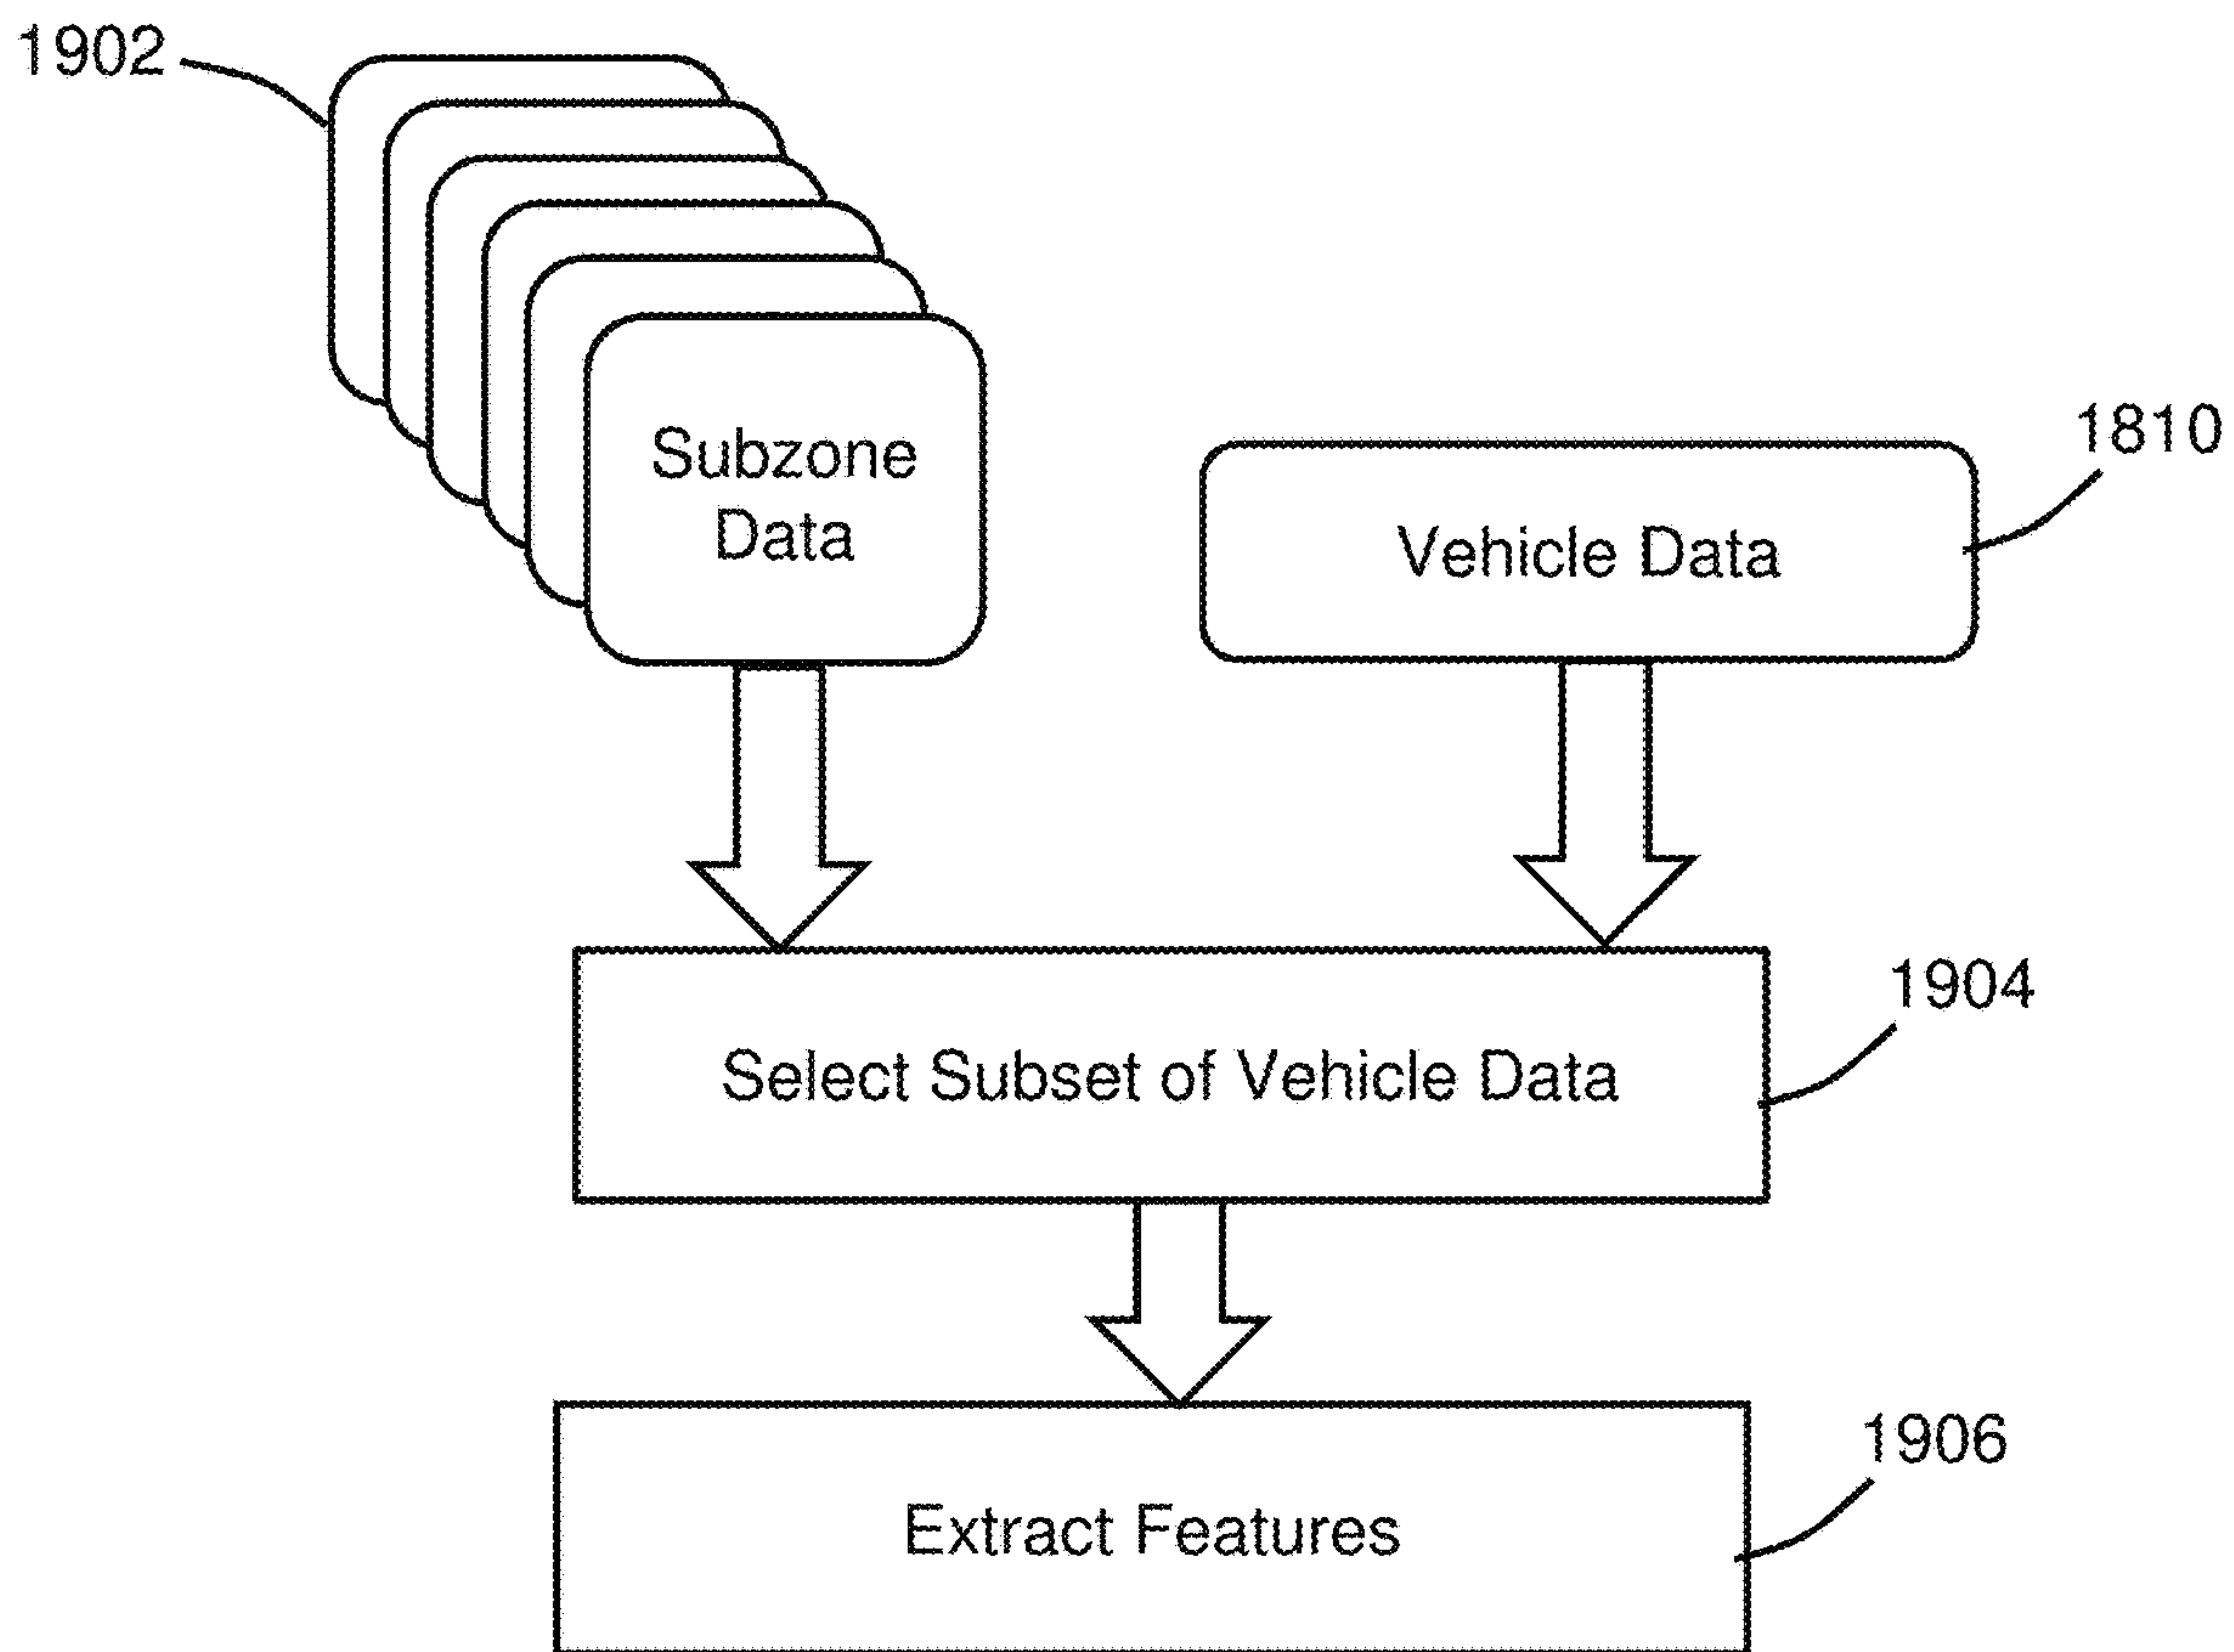 1902
Subzone
Data
1810
Vehicle Data
1904
Select Subset of Vehicle Data
1906
Extract Features